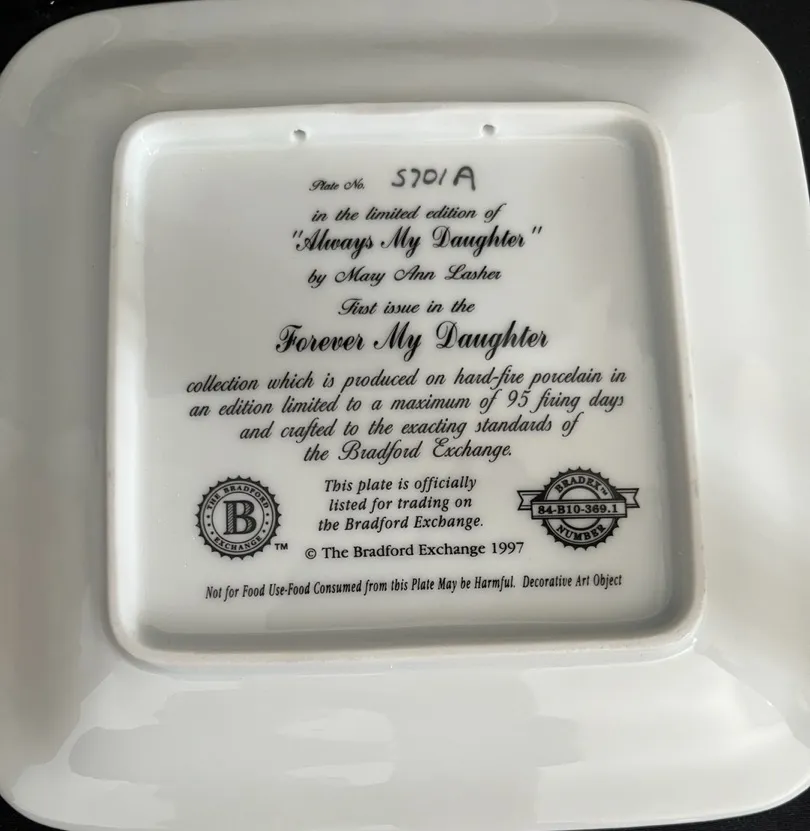 Plate No. 5701A
in the limited edition of
"Always My Daughter"
by Mary Ann Lasher
First issue in the
Forever My Daughter
collection which is produced on hard-fire porcelain in
an edition limited to a maximum of 95 firing days
and crafted to the exacting standards of
the Bradford Exchange.
This plate is officially
listed for trading on
the Bradford Exchange.
THE BRADFORD
B
EXCHANGE
TM
BRADEX™
84-B10-369.1
NUMBER
© The Bradford Exchange 1997
Not for Food Use-Food Consumed from this Plate May be Harmful. Decorative Art Object